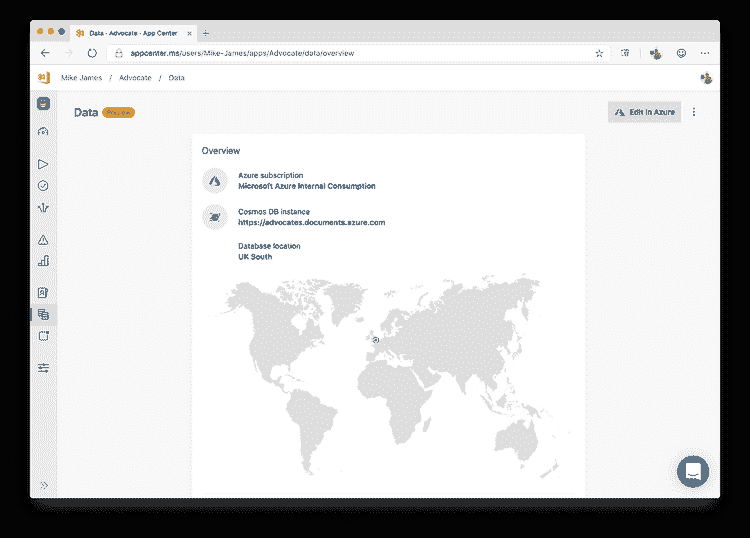 Data · Advocate · App Center
appcenter.ms/users/Mike-James/apps/Advocate/data/overview
Mike James / Advocate / Data
Data Preview
Edit in Azure
Overview
Azure subscription
Microsoft Azure Internal Consumption
Cosmos DB instance
https://advocates.documents.azure.com
Database location
UK South